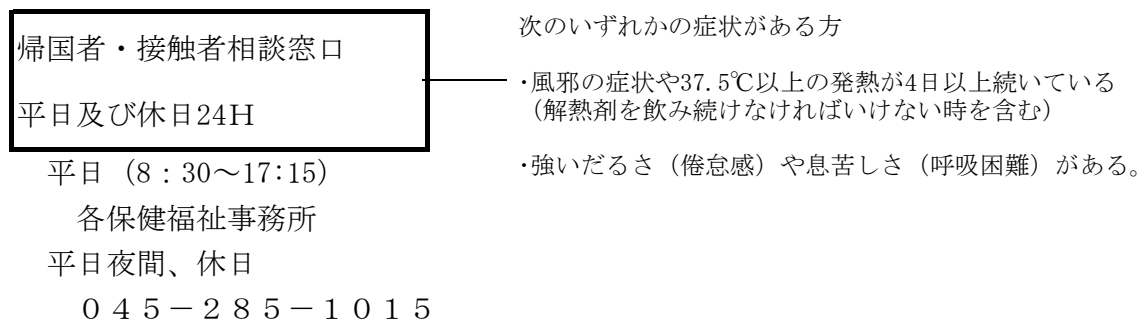 帰国者・接触者相談窓口
平日及び休日24H
平日（8：30～17:15）
各保健福祉事務所
平日夜間、休日
０４５－２８５－１０１５
次のいずれかの症状がある方
・風邪の症状や37.5℃以上の発熱が4日以上続いている
（解熱剤を飲み続けなければいけない時を含む）
・強いだるさ（倦怠感）や息苦しさ（呼吸困難）がある。